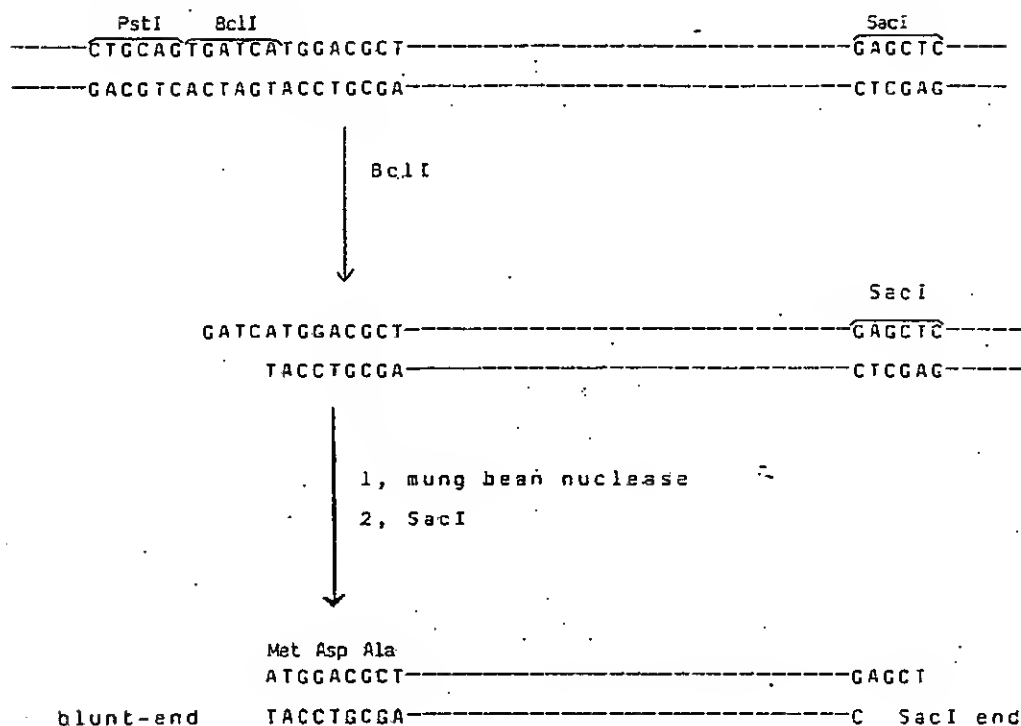 PstI BclI SacI
-----CTGCAGTGATCATGGACGCT------------------------------GAGCTC----
-----GACGTCACTAGTACCTGCGA------------------------------CTCGAG-----
BclI
SacI
GATCATGGACGCT------------------------------GAGCTC-----
TACCTGCGA------------------------------CTCGAG-----
1, mung bean nuclease
2, SacI
Met Asp Ala
ATGGACGCT------------------------------GAGCT
blunt-end TACCTGCGA------------------------------C SacI end